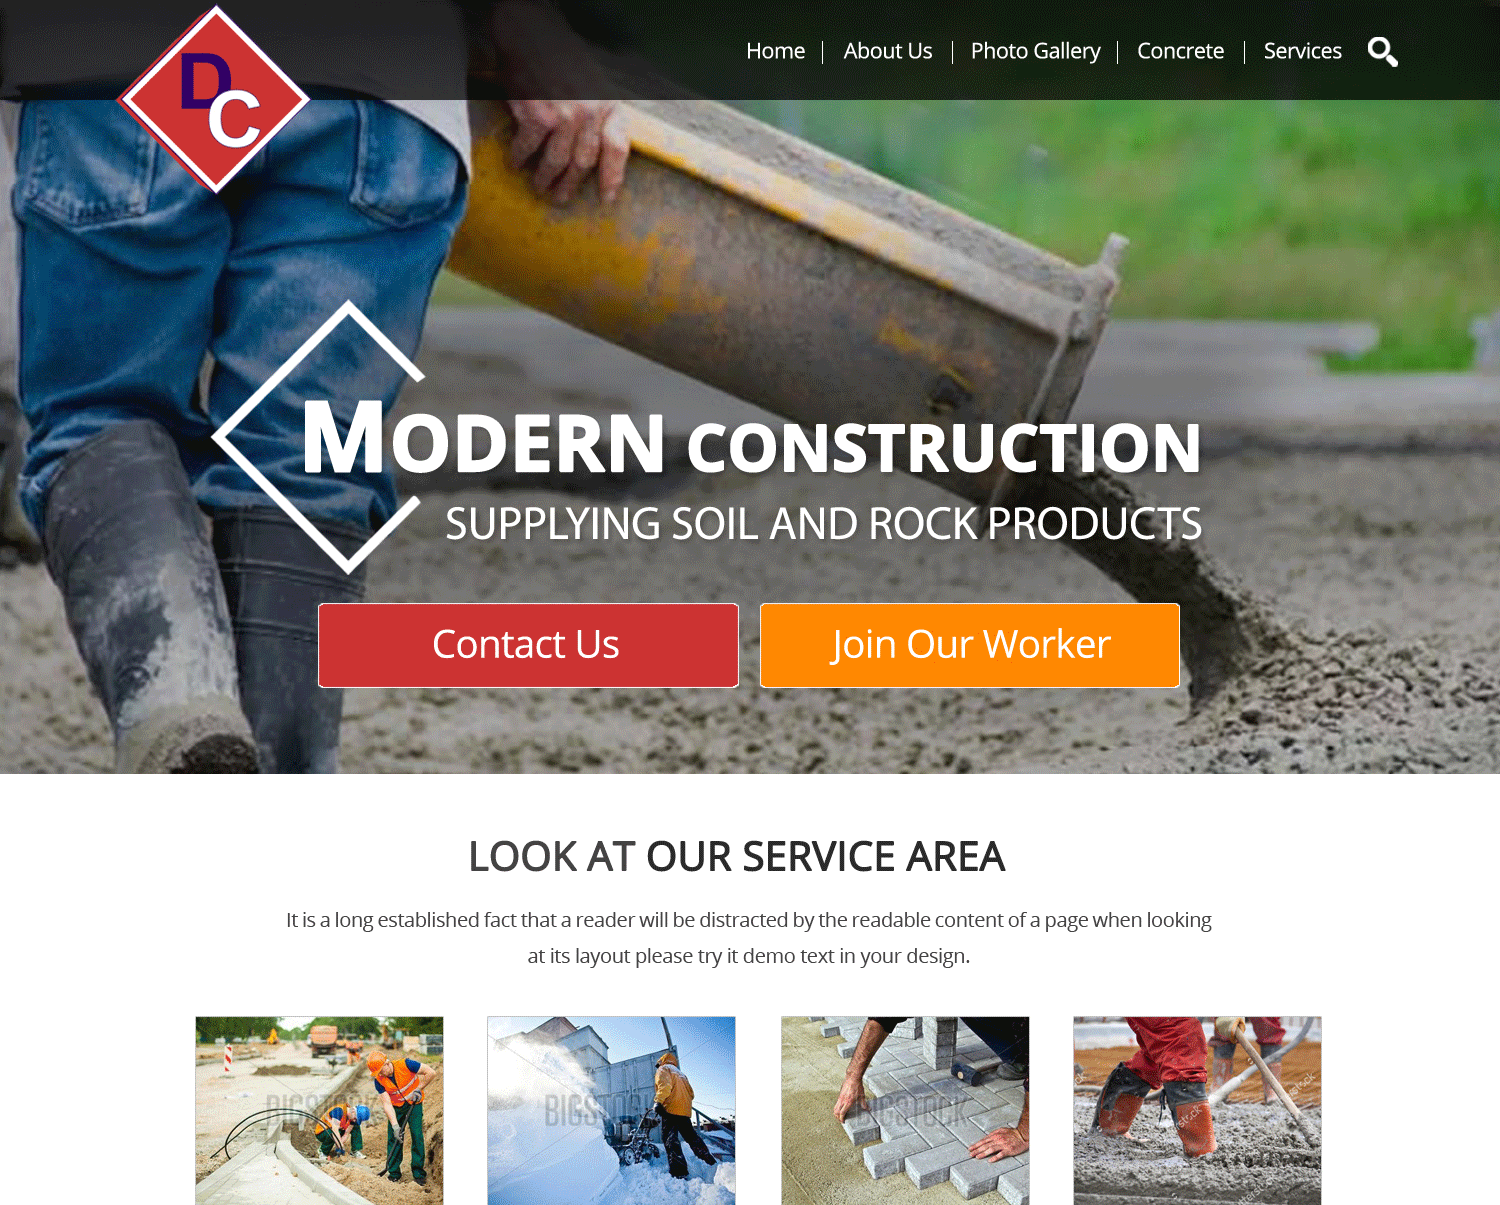 DC
Home
About Us
Photo Gallery
Concrete
Services
MODERN CONSTRUCTION
SUPPLYING SOIL AND ROCK PRODUCTS
Contact Us
Join Our Worker
LOOK AT OUR SERVICE AREA
It is a long established fact that a reader will be distracted by the readable content of a page when looking
at its layout please try it demo text in your design.
BIGSTOCK
BIGSTOCK
BIGSTOCK